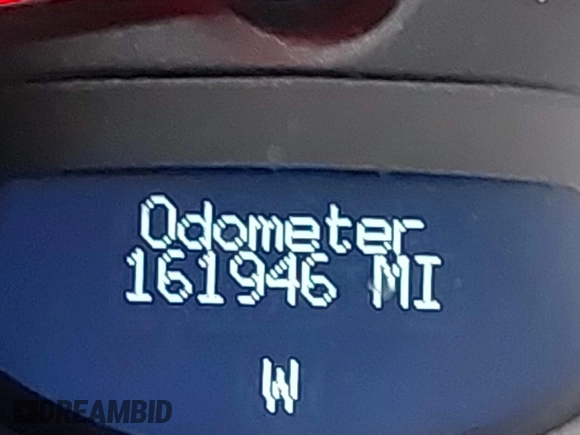 Odometer
161946 MI
W
DREAMBID